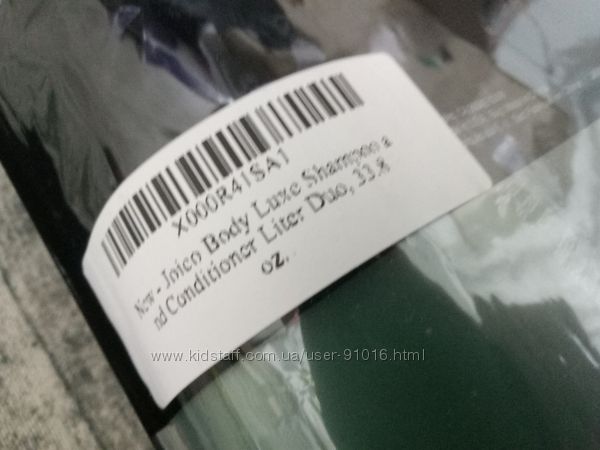 X000R41SA1
New - Joico Body Luxe Shampoo a
nd Conditioner Liter Duo, 33.8
oz.
www.kidstaff.com.ua/user-91016.html